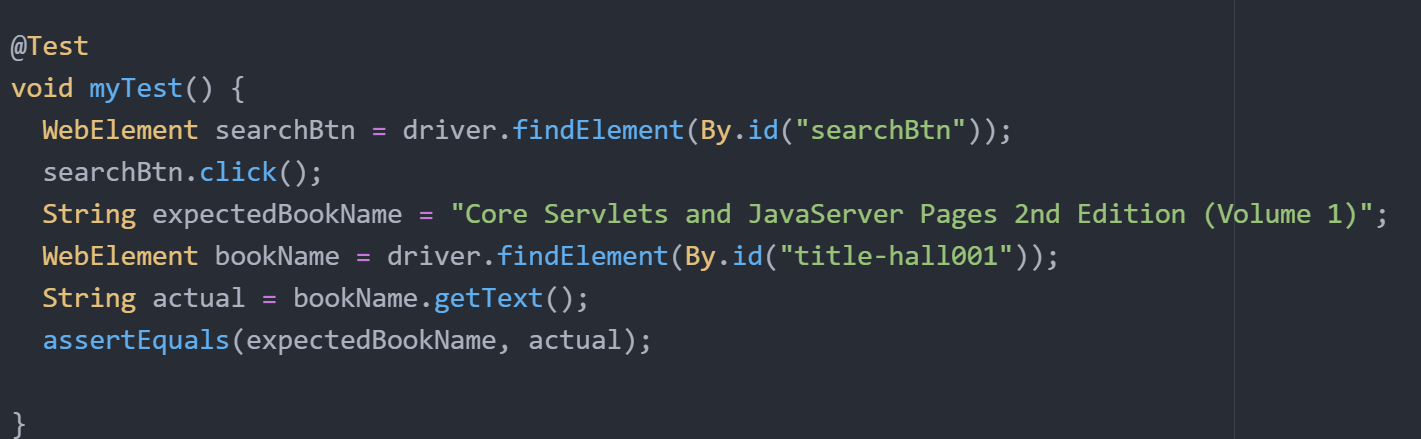 @Test
void myTest() {
  WebElement searchBtn = driver.findElement(By.id("searchBtn"));
  searchBtn.click();
  String expectedBookName = "Core Servlets and JavaServer Pages 2nd Edition (Volume 1)";
  WebElement bookName = driver.findElement(By.id("title-hall001"));
  String actual = bookName.getText();
  assertEquals(expectedBookName, actual);

}